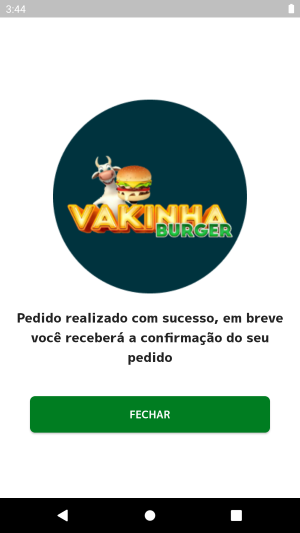 3:44
VAKINHA
BURGER
Pedido realizado com sucesso, em breve
você receberá a confirmação do seu
pedido
FECHAR